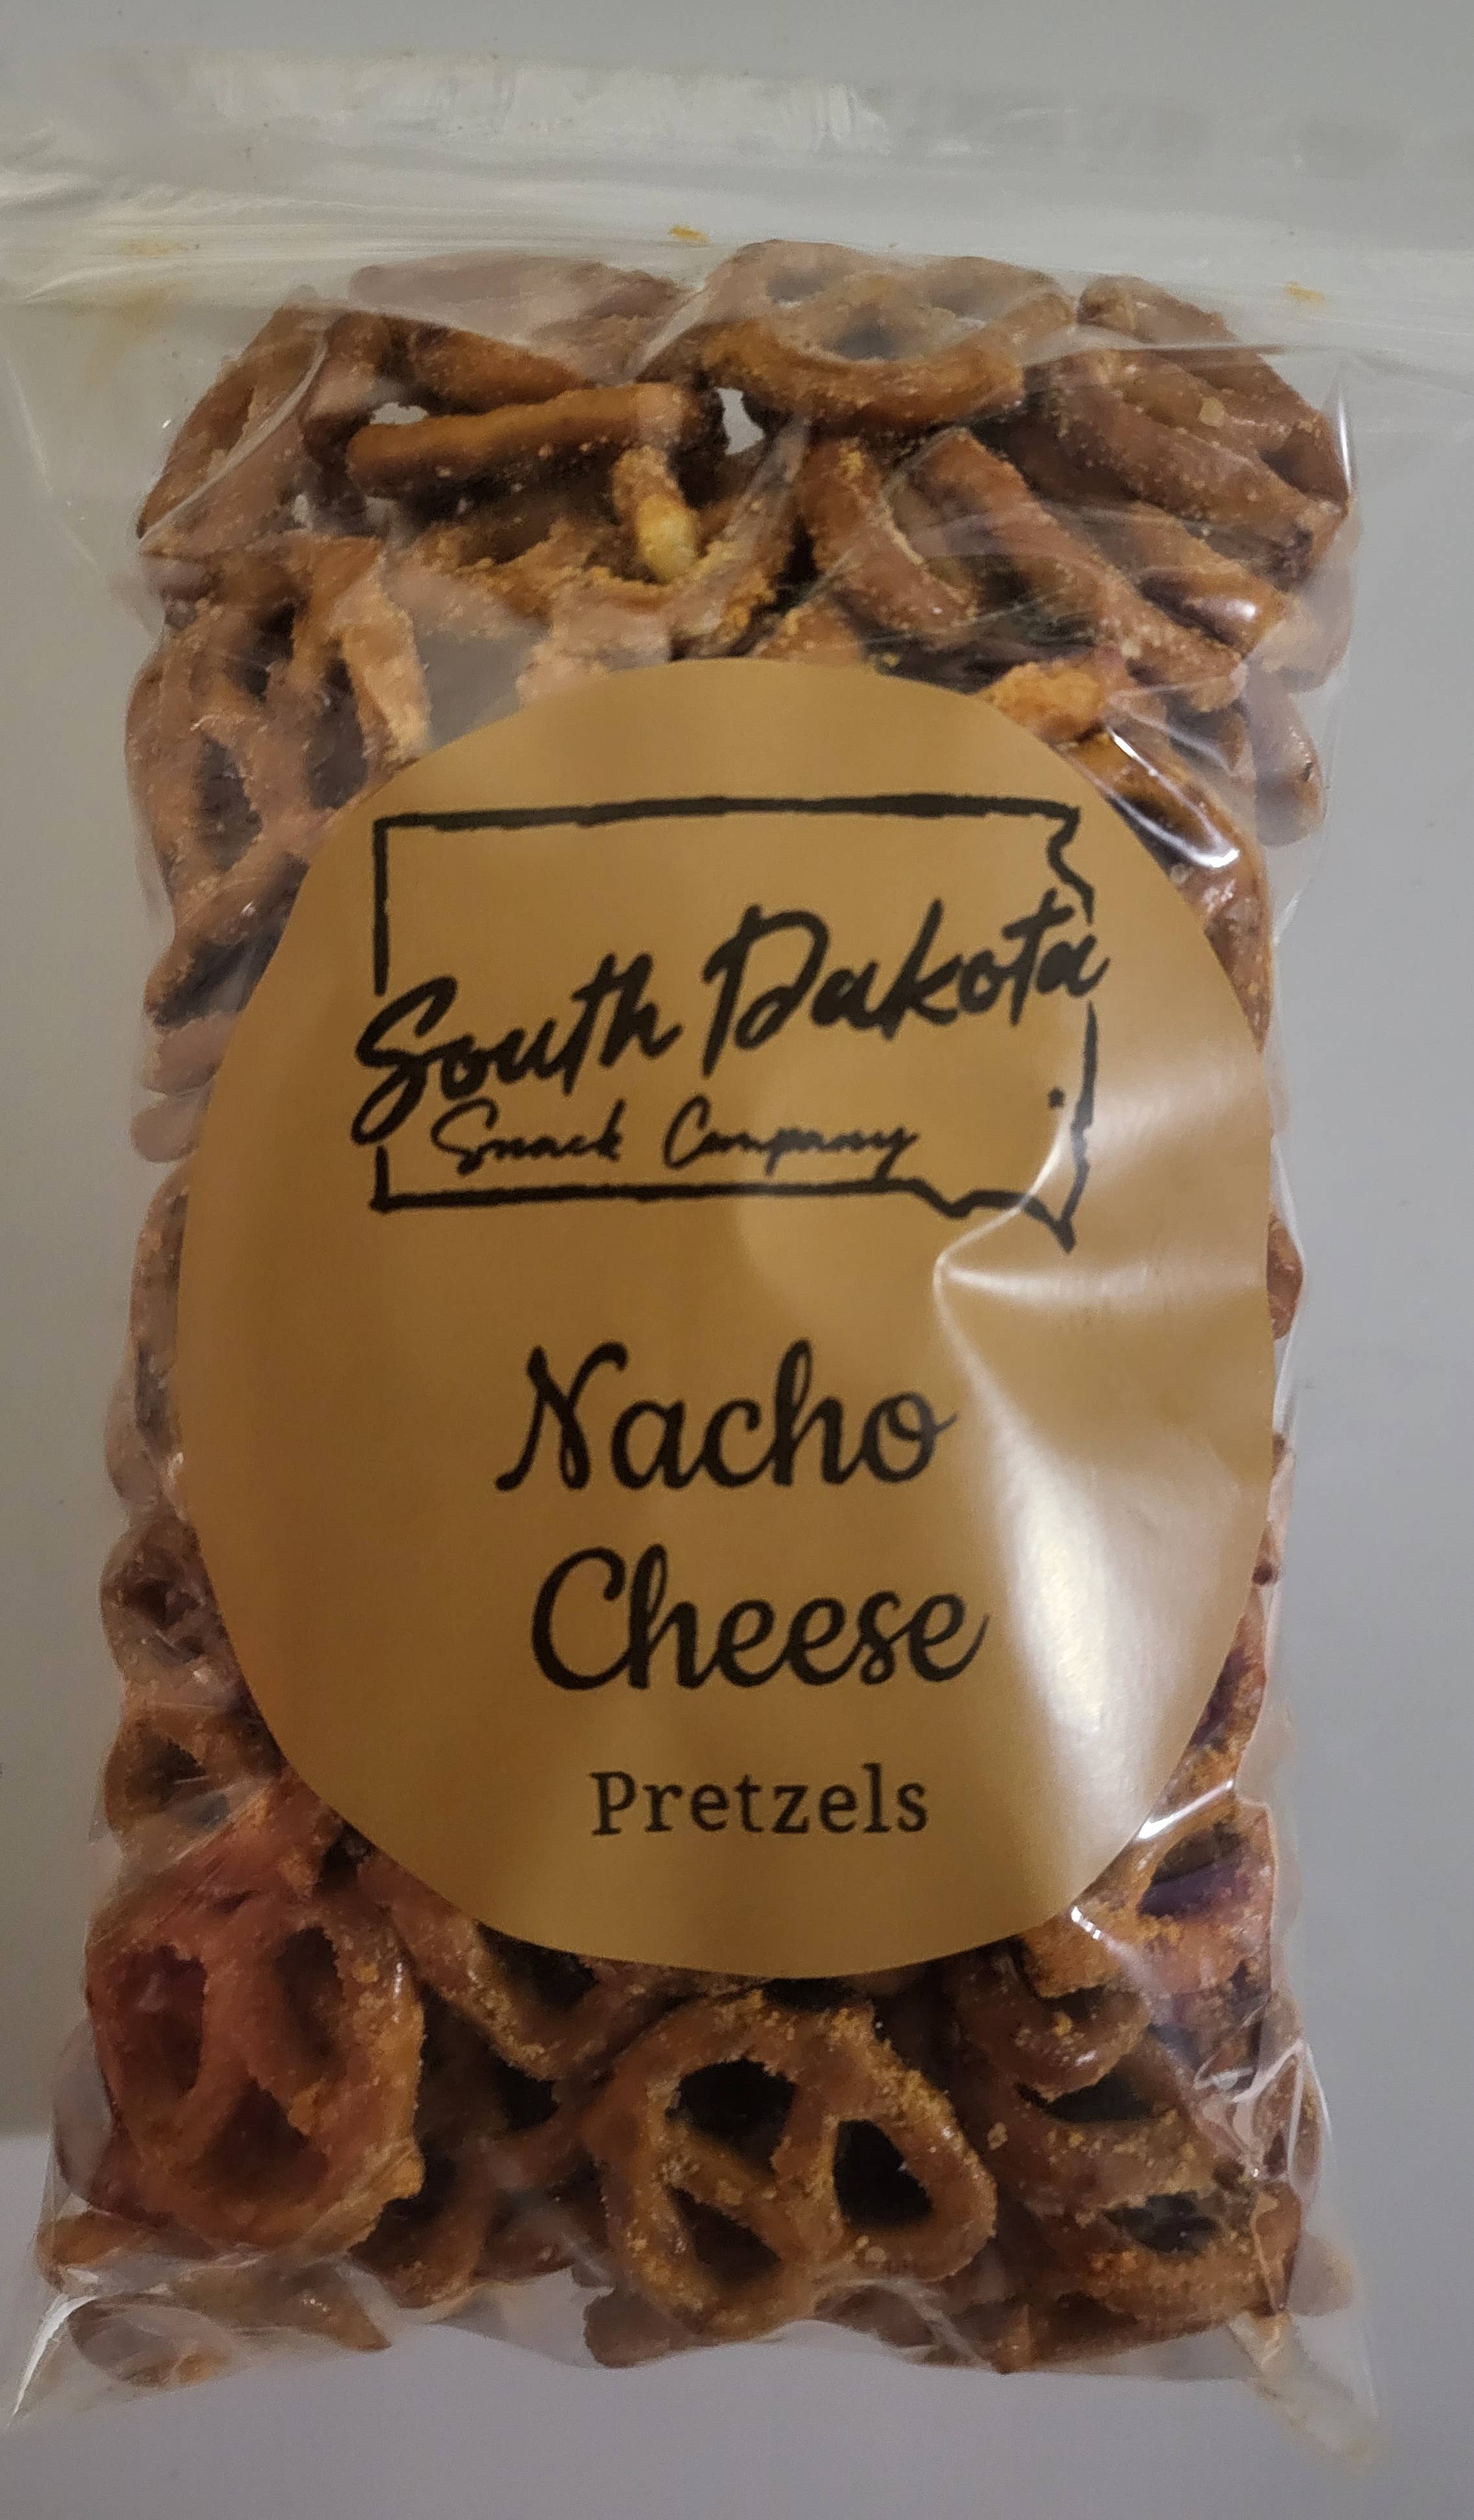 South Dakota
Snack Company
Nacho
Cheese
Pretzels